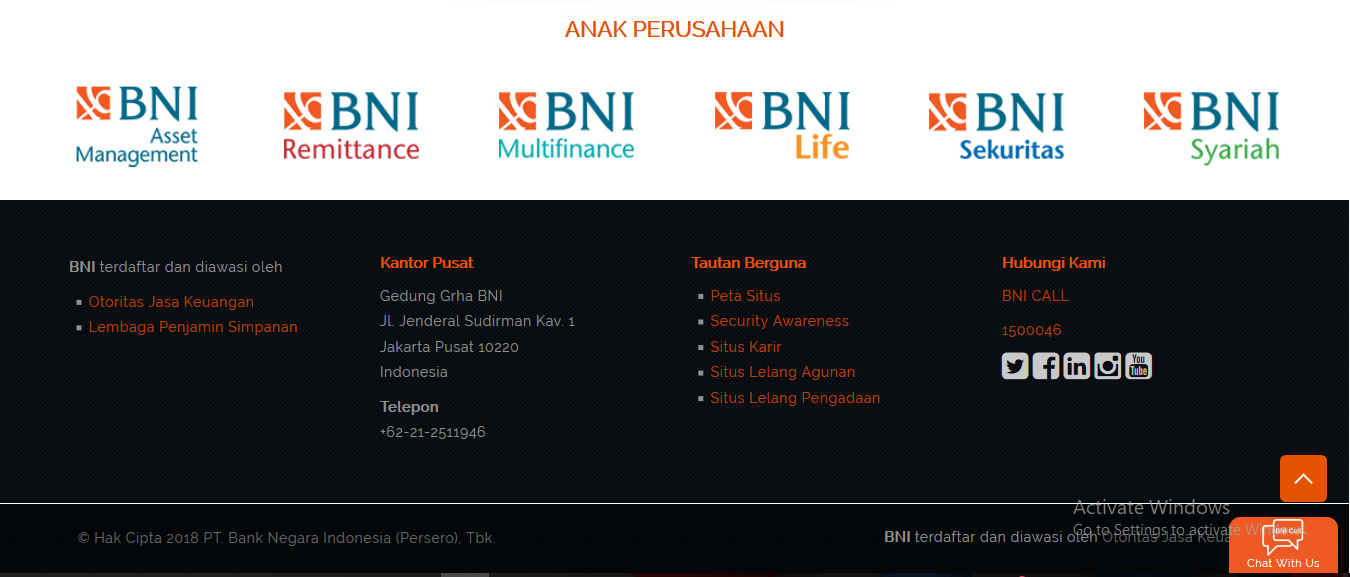 ANAK PERUSAHAAN
BNI
Asset
Management
BNI
Remittance
BNI
Multifinance
BNI
Life
BNI
Sekuritas
BNI
Syariah
BNI terdaftar dan diawasi oleh
Otoritas Jasa Keuangan
Lembaga Penjamin Simpanan
Kantor Pusat
Gedung Grha BNI
Jl. Jenderal Sudirman Kav. 1
Jakarta Pusat 10220
Indonesia
Telepon
+62-21-2511946
Tautan Berguna
Peta Situs
Security Awareness
Situs Karir
Situs Lelang Agunan
Situs Lelang Pengadaan
Hubungi Kami
BNI CALL
1500046
You
Tube
Activate Windows
Go to Settings to activate Windows.
© Hak Cipta 2018 PT. Bank Negara Indonesia (Persero), Tbk.
BNI terdaftar dan diawasi oleh Otoritas Jasa Keua
BNI Call
Chat With Us